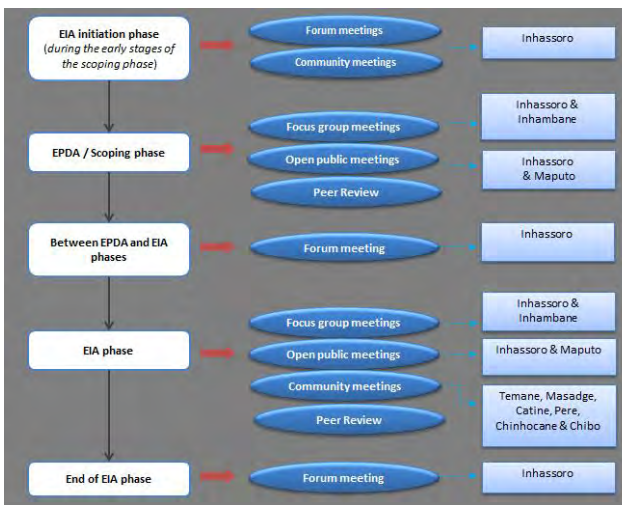 EIA initiation phase
(during the early stages of
the scoping phase)
Forum meetings
Community meetings
Inhassoro
EPDA / Scoping phase
Focus group meetings
Open public meetings
Peer Review
Inhassoro &
Inhambane
Inhassoro
& Maputo
Between EPDA and EIA
phases
Forum meeting
Inhassoro
EIA phase
Focus group meetings
Open public meetings
Community meetings
Peer Review
Inhassoro &
Inhambane
Inhassoro & Maputo
Temane, Masadge,
Catine, Pere,
Chinhocane & Chibo
End of EIA phase
Forum meeting
Inhassoro